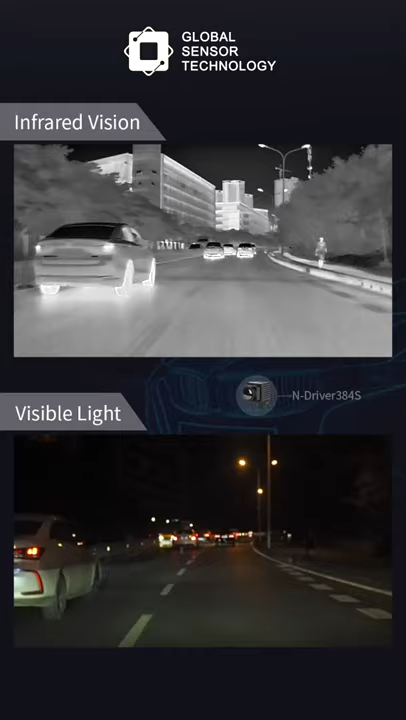 GLOBAL
SENSOR
TECHNOLOGY
Infrared Vision
N-Driver384S
Visible Light